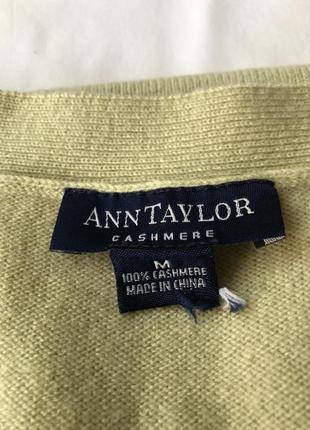 ANN TAYLOR
CASHMERE
M
100% CASHMERE
MADE IN CHINA